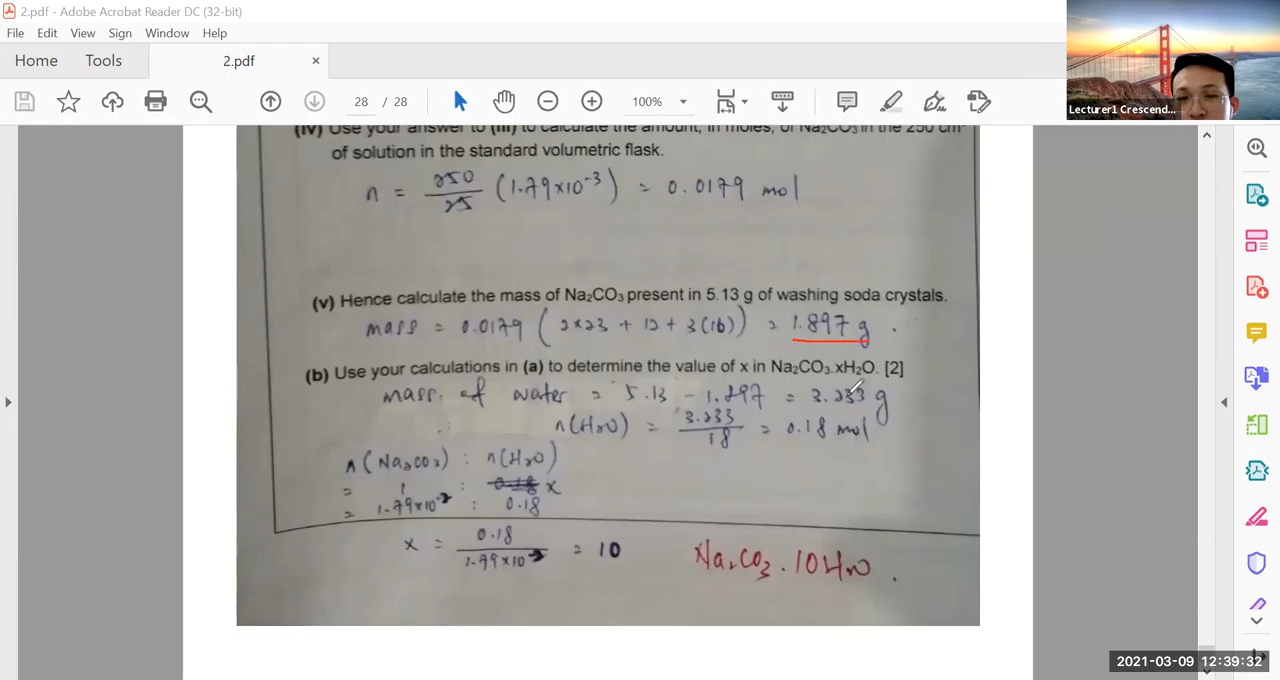 2.pdf - Adobe Acrobat Reader DC (32-bit)
File Edit View Sign Window Help
Home Tools 2.pdf ×
28 / 28 100%
Lecturer1 Crescend...
(iv) Use your answer to (iii) to calculate the amount, in moles, of Na₂CO₃ in the 250 cm³
of solution in the standard volumetric flask.
n = 250/25 (1.79×10⁻³) = 0.0179 mol
(v) Hence calculate the mass of Na₂CO₃ present in 5.13 g of washing soda crystals.
mass = 0.0179 (2×23 + 12 + 3(16)) = 1.897 g.
(b) Use your calculations in (a) to determine the value of x in Na₂CO₃.xH₂O. [2]
mass of water = 5.13 - 1.897 = 3.233 g
n(H₂O) = 3.233/18 = 0.18 mol
n(Na₂CO₃) : n(H₂O)
= 1 : x
= 1.79×10⁻² : 0.18
x = 0.18/1.79×10⁻² = 10
Na₂CO₃.10H₂O.
2021-03-09 12:39:32